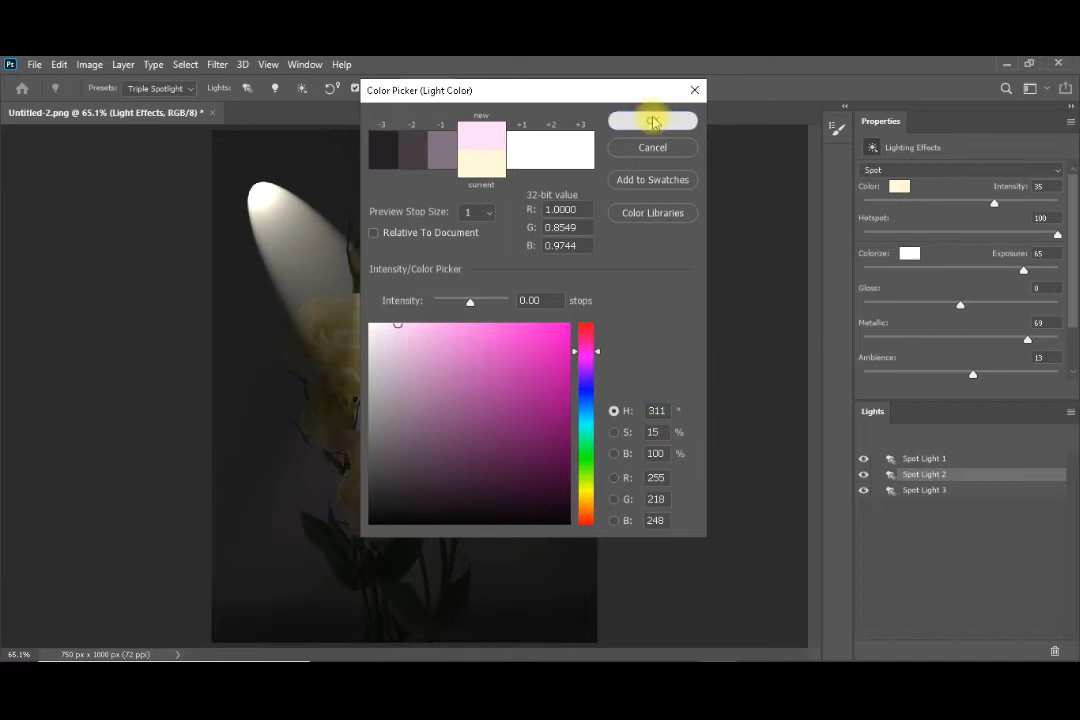 Ps File Edit Image Layer Type Select Filter 3D View Window Help
Presets: Triple Spotlight Lights:
Untitled-2.png @ 65.1% (Light Effects, RGB/8) *
Color Picker (Light Color)
new
-3 -2 -1 +1 +2 +3
current
OK
Cancel
Add to Swatches
Color Libraries
Preview Stop Size: 1
Relative To Document
32-bit value
R: 1.0000
G: 0.8549
B: 0.9744
Intensity/Color Picker
Intensity: 0.00 stops
H: 311 °
S: 15 %
B: 100 %
R: 255
G: 218
B: 248
Properties
Lighting Effects
Spot
Color: Intensity: 35
Hotspot: 100
Colorize: Exposure: 65
Gloss: 0
Metallic: 69
Ambience: 13
Lights
Spot Light 1
Spot Light 2
Spot Light 3
65.1% 750 px x 1000 px (72 ppi)